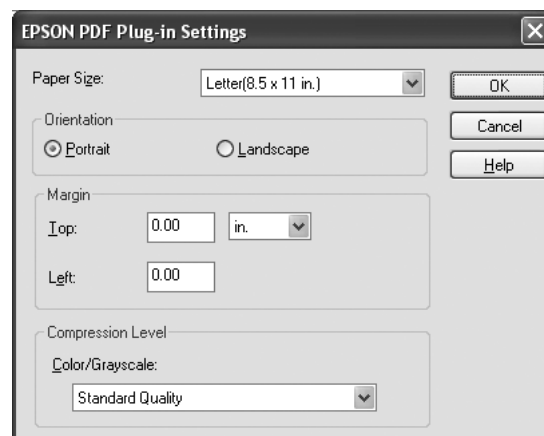 EPSON PDF Plug-in Settings
Paper Size:
Letter(8.5 x 11 in.)
OK
Cancel
Help
Orientation
Portrait
Landscape
Margin
Top:
0.00
in.
Left:
0.00
Compression Level
Color/Grayscale:
Standard Quality